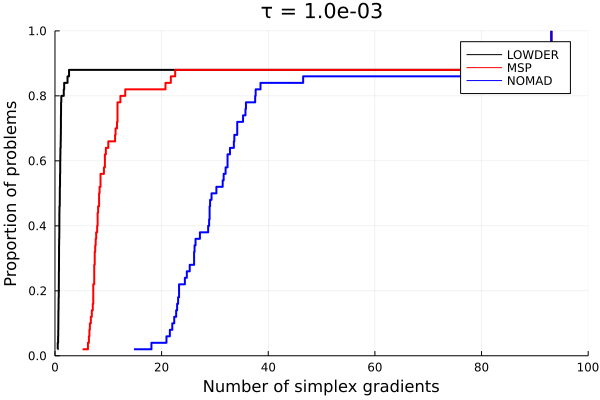 τ = 1.0e-03
Proportion of problems
1.0
0.8
0.6
0.4
0.2
0.0
LOWDER
MSP
NOMAD
0
20
40
60
80
100
Number of simplex gradients